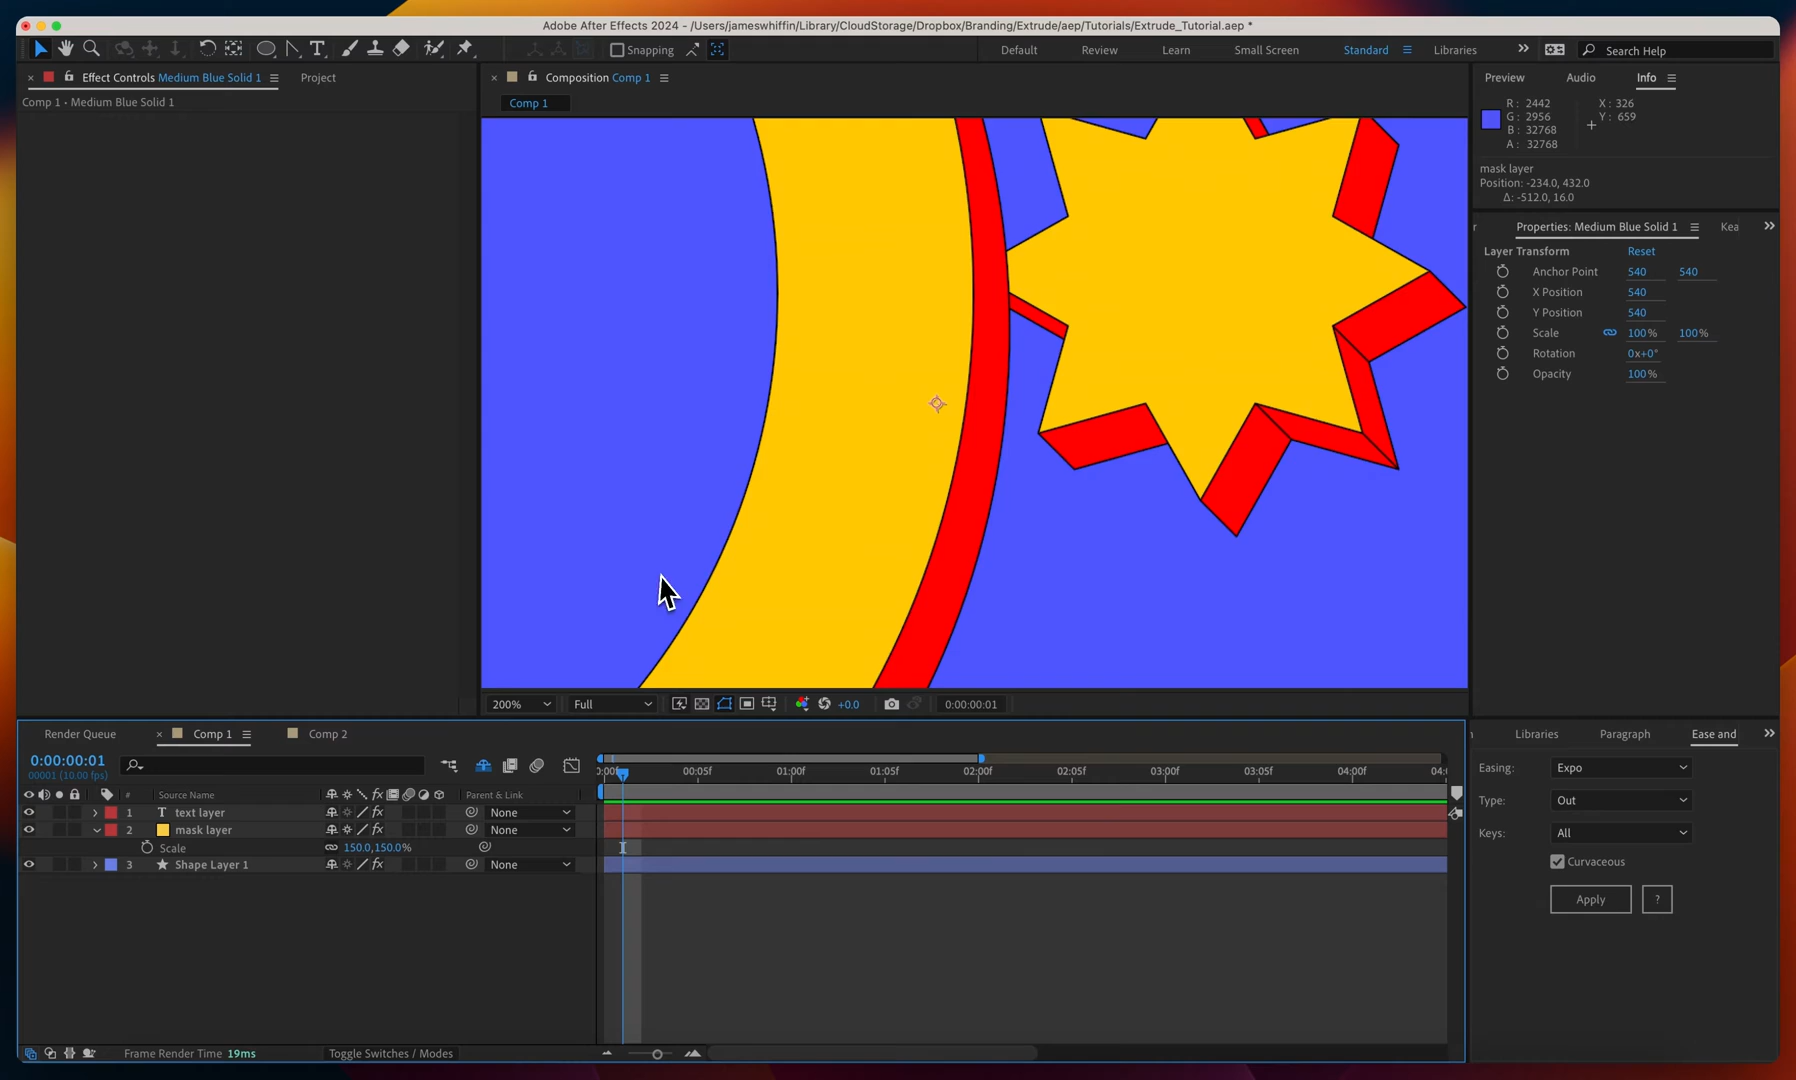 Adobe After Effects 2024 - /Users/jameswhiffin/Library/CloudStorage/Dropbox/Branding/Extrude/aep/Tutorials/Extrude_Tutorial.aep *
Snapping
Default
Review
Learn
Small Screen
Standard
Libraries
Search Help
Effect Controls Medium Blue Solid 1
Project
Composition Comp 1
Preview
Audio
Info
Comp 1 • Medium Blue Solid 1
Comp 1
R: 2442
G: 2956
B: 32768
A: 32768
X: 326
Y: 659
mask layer
Position: -234.0, 432.0
Δ: -512.0, 16.0
Properties: Medium Blue Solid 1
Kea
Layer Transform
Reset
Anchor Point 540 540
X Position 540
Y Position 540
Scale 100% 100%
Rotation 0x+0°
Opacity 100%
200%
Full
+0.0
0:00:00:01
Render Queue
Comp 1
Comp 2
Libraries
Paragraph
Ease and
0:00:00:01
00001 (10.00 fps)
0:00f 00:05f 01:00f 01:05f 02:00f 02:05f 03:00f 03:05f 04:00f 04:
# Source Name fx Parent & Link
1 T text layer fx None
2 mask layer fx None
Scale 150.0,150.0%
3 Shape Layer 1 fx None
Easing: Expo
Type: Out
Keys: All
Curvaceous
Apply
?
Frame Render Time 19ms
Toggle Switches / Modes